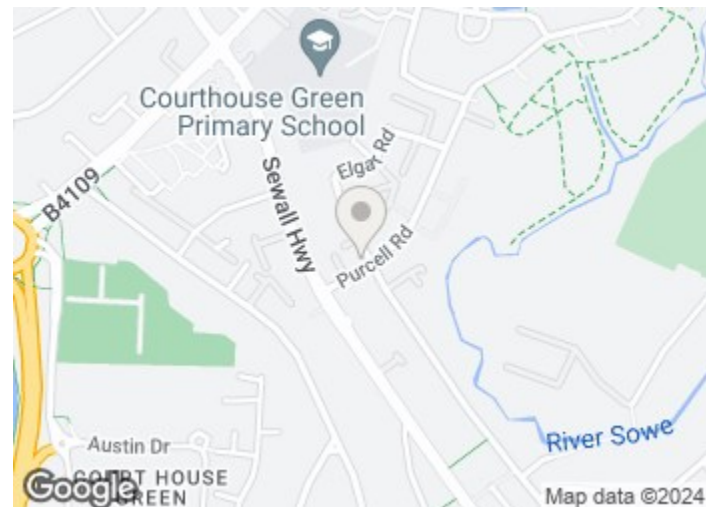 Courthouse Green
Primary School
Elgar Rd
B4109
Sewall Hwy
Purcell Rd
River Sowe
Austin Dr
COURT HOUSE
GREEN
Google
Map data ©2024